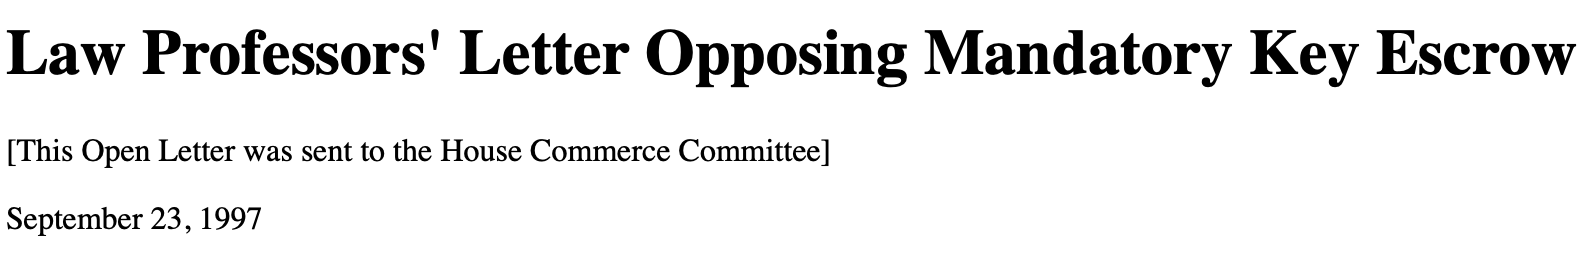 Law Professors' Letter Opposing Mandatory Key Escrow
[This Open Letter was sent to the House Commerce Committee]
September 23, 1997